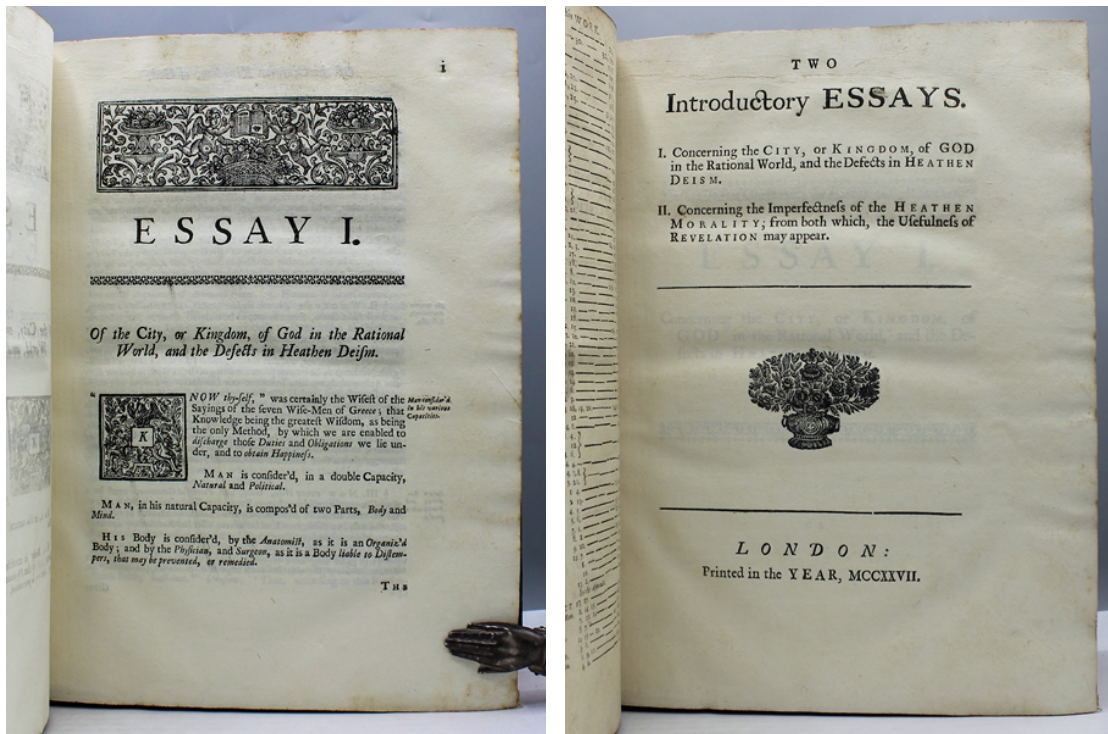 i
ESSAY I.
Of the City, or Kingdom, of God in the Rational
World, and the Defects in Heathen Deiſm.
“KNOW thy-ſelf,” was certainly the Wiſeſt of the
Sayings of the ſeven Wiſe-Men of Greece; that
Knowledge being the greateſt Wiſdom, as being
the only Method, by which we are enabled to
diſcharge thoſe Duties and Obligations we lie un-
der, and to obtain Happineſs.
Man conſider'd
in his various
Capacities.
MAN is conſider'd, in a double Capacity,
Natural and Political.
MAN, in his natural Capacity, is compos'd of two Parts, Body and
Mind.
HIS Body is conſider'd, by the Anatomiſt, as it is an Organiz'd
Body; and by the Phyſician, and Surgeon, as it is a Body liable to Diſtem-
pers, that may be prevented, or remedied.
THE
WORK
TWO
Introductory ESSAYS.
I. Concerning the CITY, or KINGDOM, of GOD
in the Rational World, and the Defects in HEATHEN
DEISM.
II. Concerning the Imperfectneſs of the HEATHEN
MORALITY; from both which, the Uſefulneſs of
REVELATION may appear.
LONDON:
Printed in the YEAR, MCCXXVII.